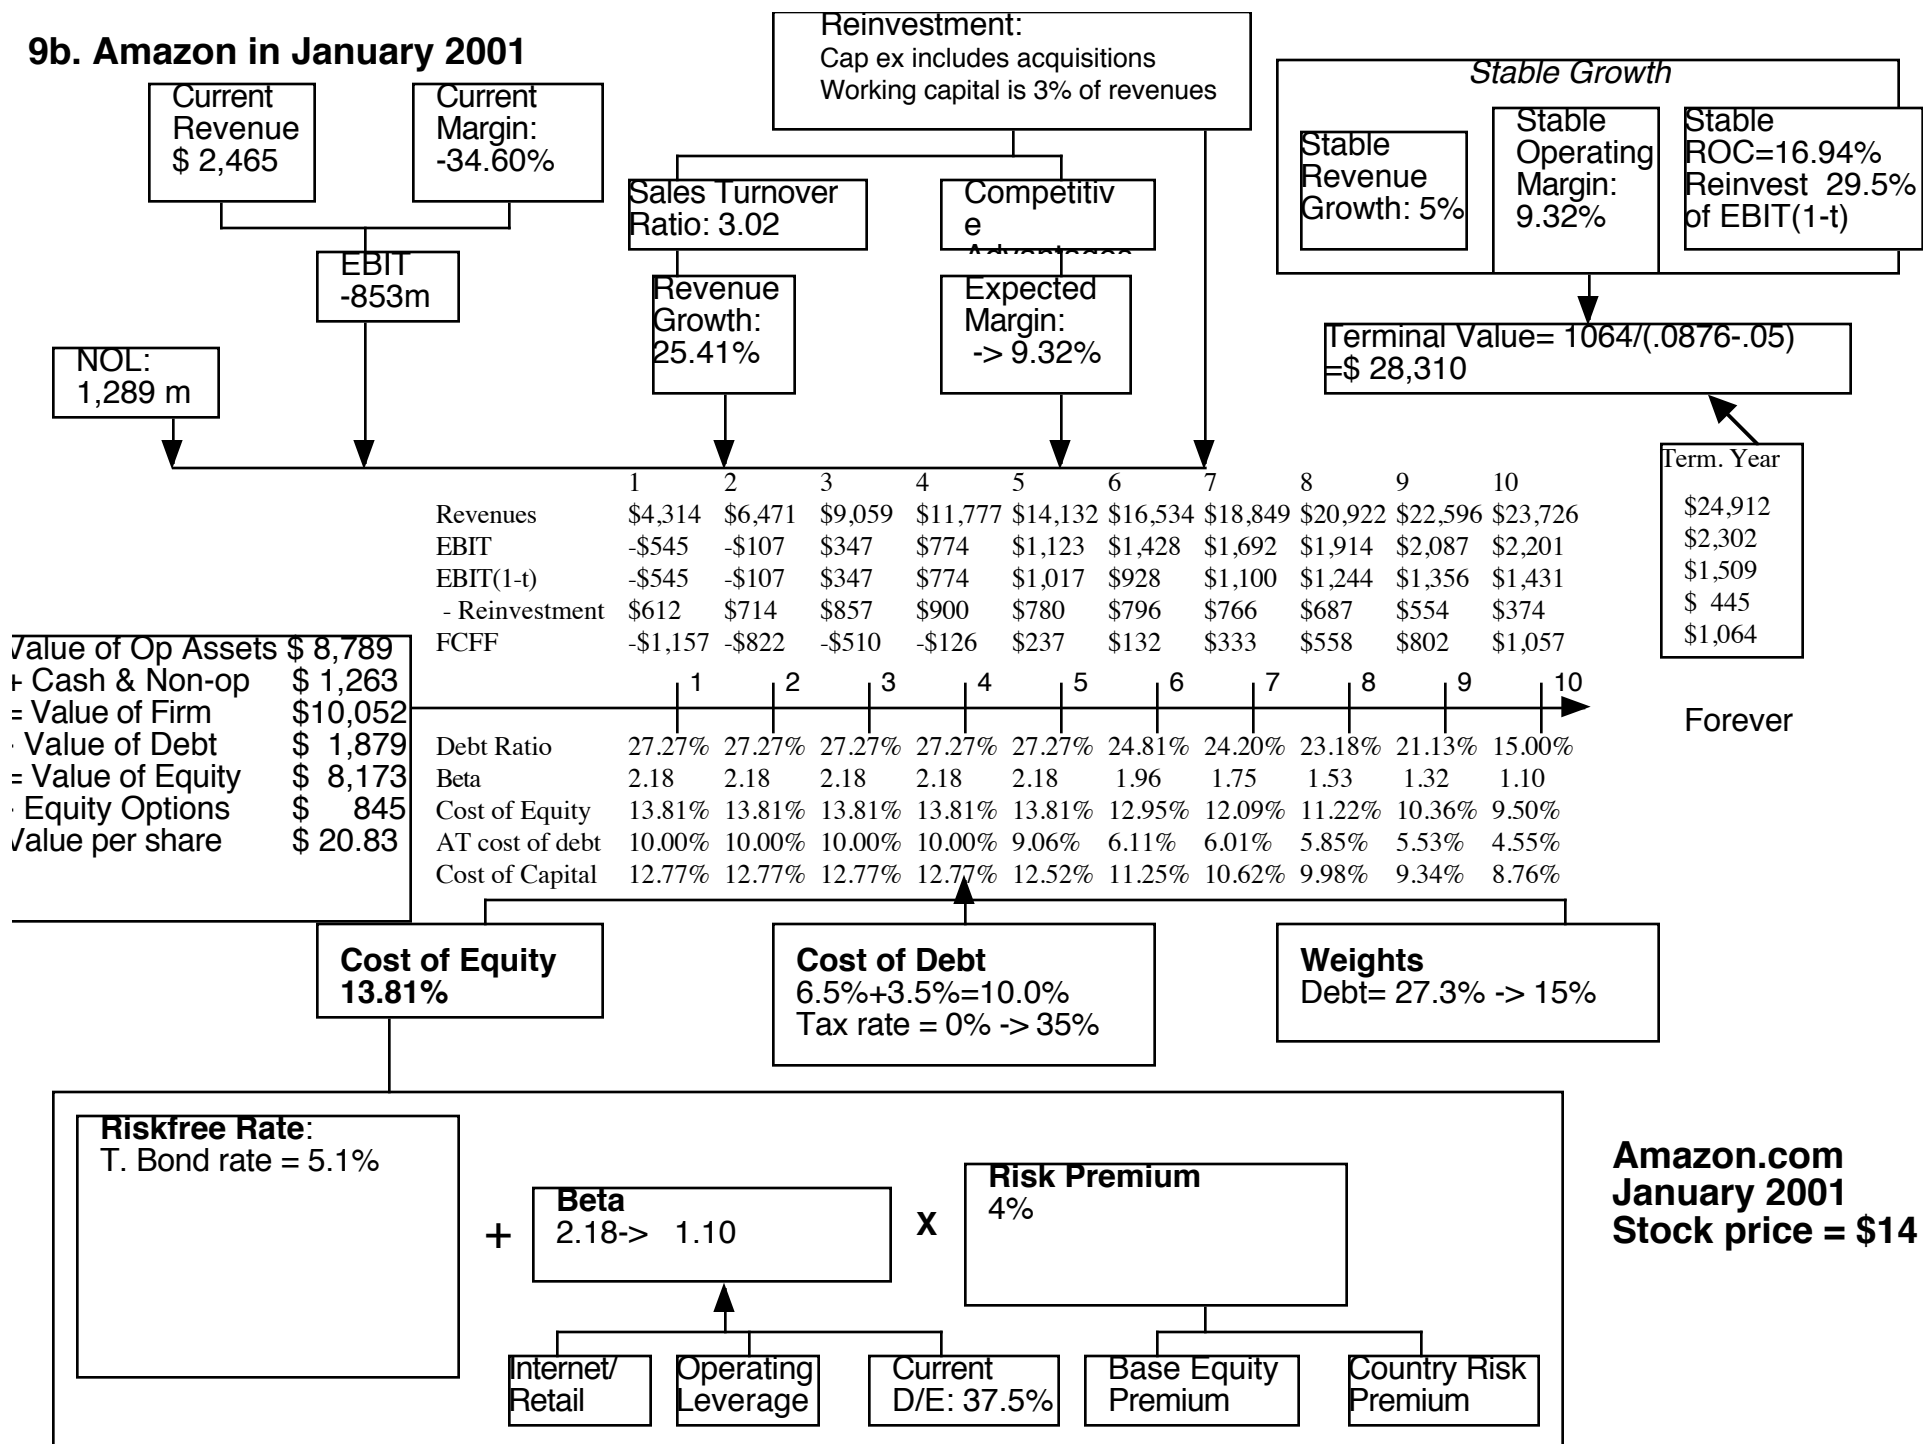 9b. Amazon in January 2001
Reinvestment:
Cap ex includes acquisitions
Working capital is 3% of revenues
Current
Revenue
$ 2,465
Current
Margin:
-34.60%
EBIT
-853m
NOL:
1,289 m
Sales Turnover
Ratio: 3.02
Competitiv
e
Advantages
Revenue
Growth:
25.41%
Expected
Margin:
-> 9.32%
Stable Growth
Stable
Revenue
Growth: 5%
Stable
Operating
Margin:
9.32%
Stable
ROC=16.94%
Reinvest 29.5%
of EBIT(1-t)
Terminal Value= 1064/(.0876-.05)
=$ 28,310
Term. Year
$24,912
$2,302
$1,509
$ 445
$1,064
1 2 3 4 5 6 7 8 9 10
Revenues $4,314 $6,471 $9,059 $11,777 $14,132 $16,534 $18,849 $20,922 $22,596 $23,726
EBIT -$545 -$107 $347 $774 $1,123 $1,428 $1,692 $1,914 $2,087 $2,201
EBIT(1-t) -$545 -$107 $347 $774 $1,017 $928 $1,100 $1,244 $1,356 $1,431
- Reinvestment $612 $714 $857 $900 $780 $796 $766 $687 $554 $374
FCFF -$1,157 -$822 -$510 -$126 $237 $132 $333 $558 $802 $1,057
Value of Op Assets $ 8,789
+ Cash & Non-op $ 1,263
= Value of Firm $10,052
- Value of Debt $ 1,879
= Value of Equity $ 8,173
- Equity Options $ 845
Value per share $ 20.83
1 2 3 4 5 6 7 8 9 10
Forever
Debt Ratio 27.27% 27.27% 27.27% 27.27% 27.27% 24.81% 24.20% 23.18% 21.13% 15.00%
Beta 2.18 2.18 2.18 2.18 2.18 1.96 1.75 1.53 1.32 1.10
Cost of Equity 13.81% 13.81% 13.81% 13.81% 13.81% 12.95% 12.09% 11.22% 10.36% 9.50%
AT cost of debt 10.00% 10.00% 10.00% 10.00% 9.06% 6.11% 6.01% 5.85% 5.53% 4.55%
Cost of Capital 12.77% 12.77% 12.77% 12.77% 12.52% 11.25% 10.62% 9.98% 9.34% 8.76%
Cost of Equity
13.81%
Cost of Debt
6.5%+3.5%=10.0%
Tax rate = 0% -> 35%
Weights
Debt= 27.3% -> 15%
Riskfree Rate:
T. Bond rate = 5.1%
+
Beta
2.18-> 1.10
X
Risk Premium
4%
Internet/
Retail
Operating
Leverage
Current
D/E: 37.5%
Base Equity
Premium
Country Risk
Premium
Amazon.com
January 2001
Stock price = $14